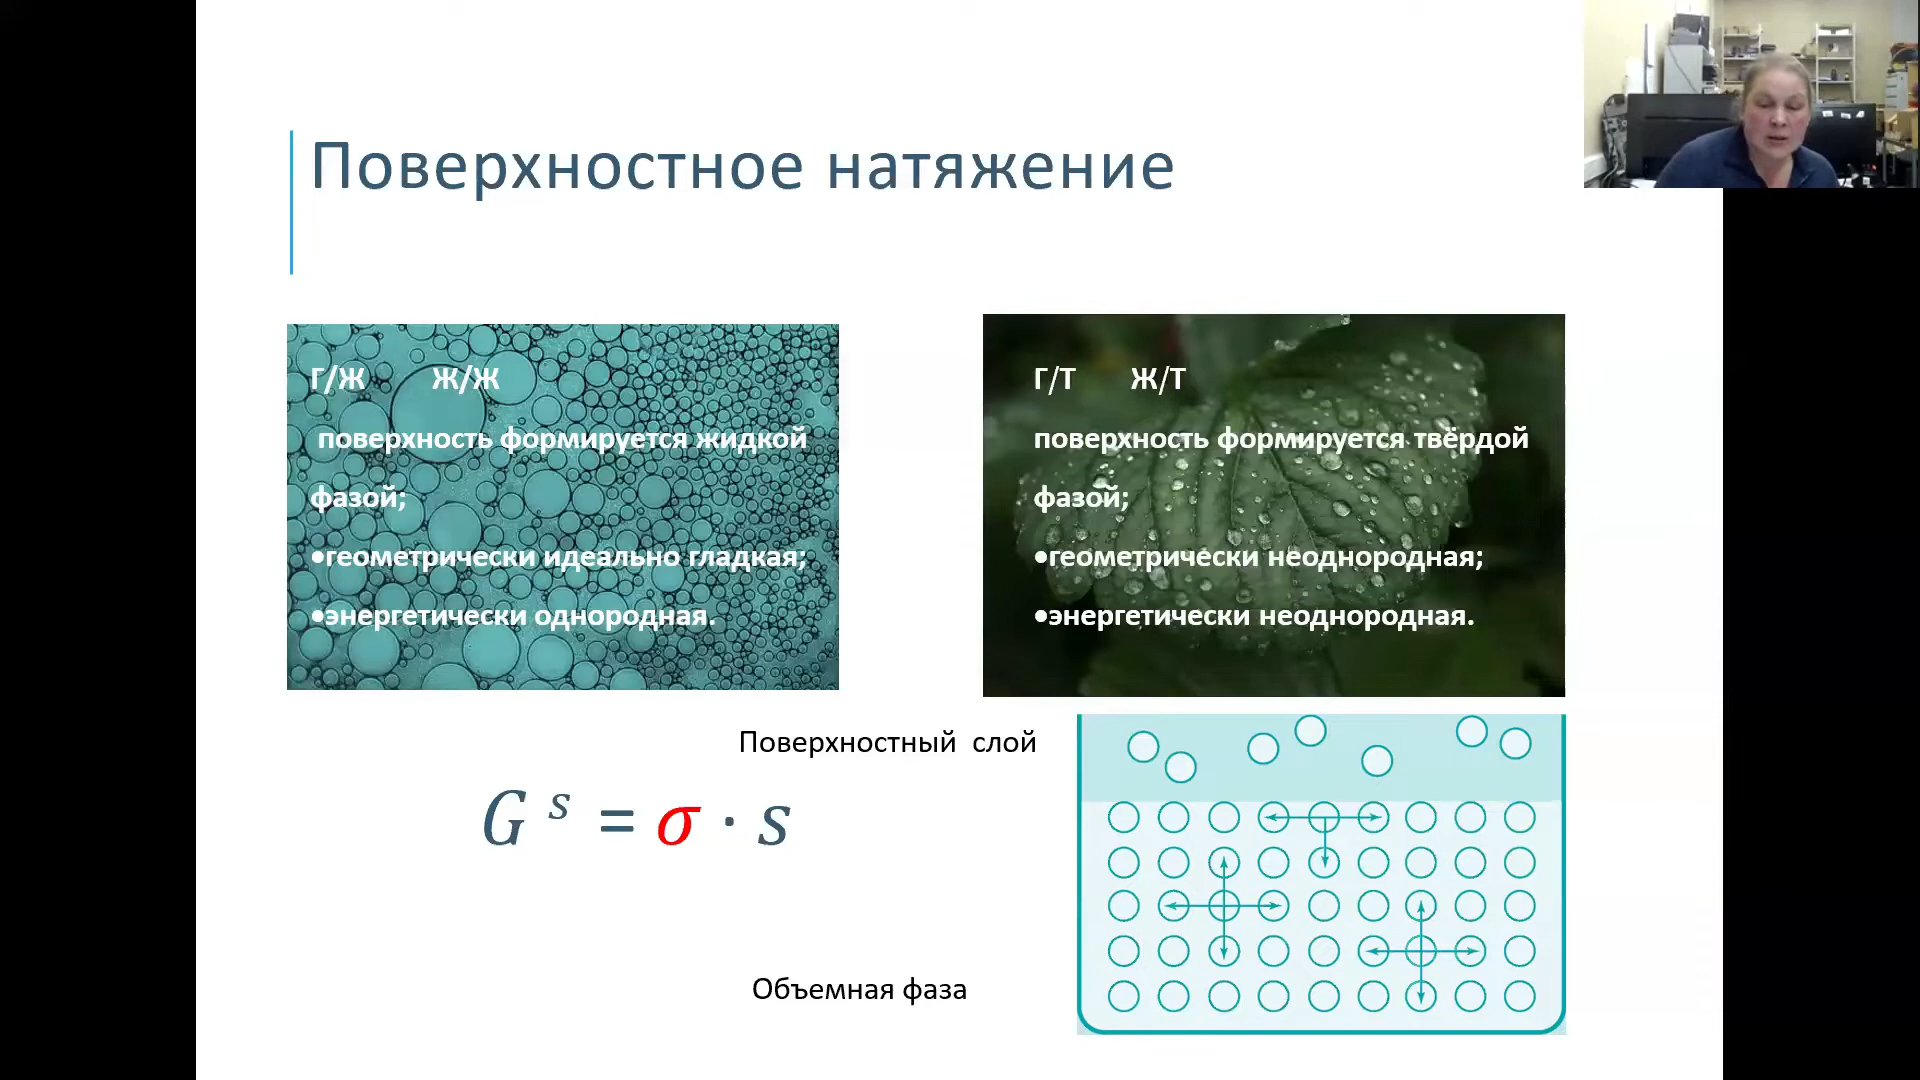 Поверхностное натяжение
Г/Ж Ж/Ж
поверхность формируется жидкой
фазой;
•геометрически идеально гладкая;
•энергетически однородная.
Г/Т Ж/Т
поверхность формируется твёрдой
фазой;
•геометрически неоднородная;
•энергетически неоднородная.
Поверхностный слой
G ˢ = σ · s
Объемная фаза